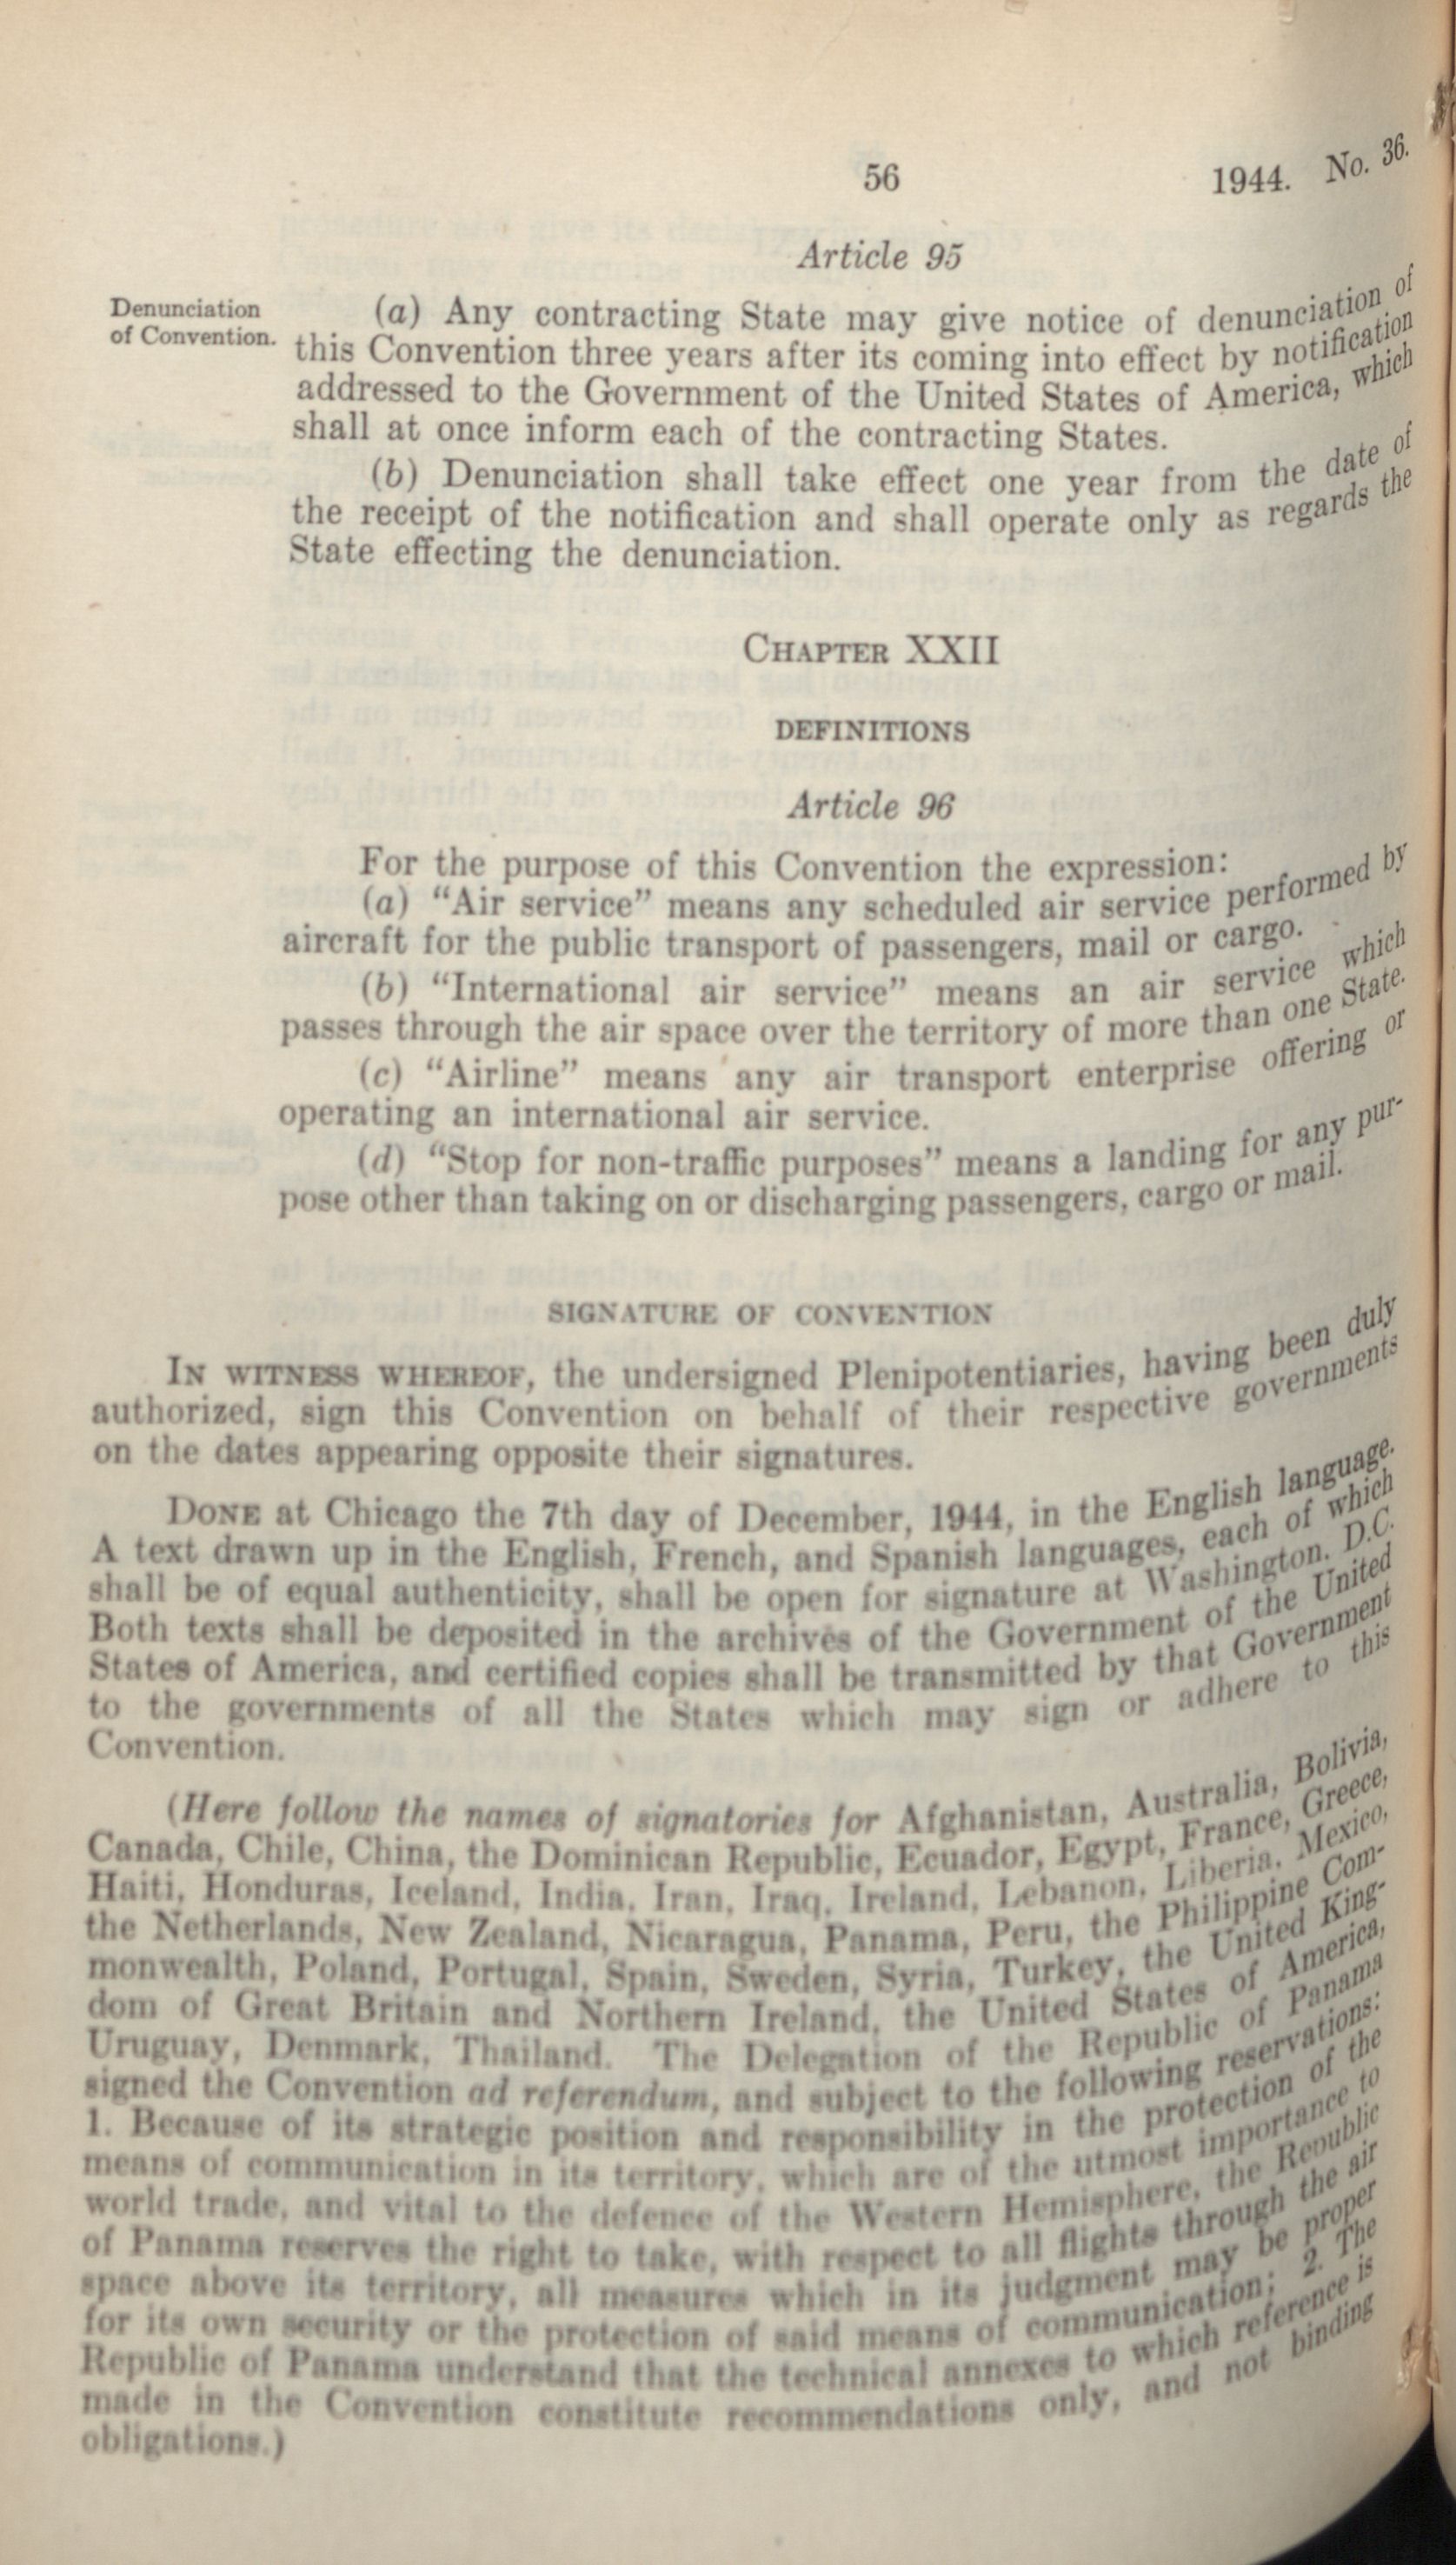 56
1944. No. 36.
Article 95
Denunciation
of Convention.
(a) Any contracting State may give notice of denunciation of
this Convention three years after its coming into effect by notification
addressed to the Government of the United States of America, which
shall at once inform each of the contracting States.
(b) Denunciation shall take effect one year from the date of
the receipt of the notification and shall operate only as regards the
State effecting the denunciation.
CHAPTER XXII
DEFINITIONS
Article 96
For the purpose of this Convention the expression:
(a) "Air service" means any scheduled air service performed by
aircraft for the public transport of passengers, mail or cargo.
(b) "International air service" means an air service which
passes through the air space over the territory of more than one State.
(c) "Airline" means any air transport enterprise offering or
operating an international air service.
(d) "Stop for non-traffic purposes" means a landing for any pur-
pose other than taking on or discharging passengers, cargo or mail.
SIGNATURE OF CONVENTION
IN WITNESS WHEREOF, the undersigned Plenipotentiaries, having been duly
authorized, sign this Convention on behalf of their respective governments
on the dates appearing opposite their signatures.
DONE at Chicago the 7th day of December, 1944, in the English language.
A text drawn up in the English, French, and Spanish languages, each of which
shall be of equal authenticity, shall be open for signature at Washington. D.C.
Both texts shall be deposited in the archives of the Government of the United
States of America, and certified copies shall be transmitted by that Government
to the governments of all the States which may sign or adhere to this
Convention.
(Here follow the names of signatories for Afghanistan, Australia, Bolivia,
Canada, Chile, China, the Dominican Republic, Ecuador, Egypt, France, Greece,
Haiti, Honduras, Iceland, India, Iran, Iraq, Ireland, Lebanon, Liberia, Mexico,
the Netherlands, New Zealand, Nicaragua, Panama, Peru, the Philippine Com-
monwealth, Poland, Portugal, Spain, Sweden, Syria, Turkey, the United King-
dom of Great Britain and Northern Ireland, the United States of America,
Uruguay, Denmark, Thailand. The Delegation of the Republic of Panama
signed the Convention ad referendum, and subject to the following reservations:
1. Because of its strategic position and responsibility in the protection of the
means of communication in its territory, which are of the utmost importance to
world trade, and vital to the defence of the Western Hemisphere, the Republic
of Panama reserves the right to take, with respect to all flights through the air
space above its territory, all measures which in its judgment may be proper
for its own security or the protection of said means of communication; 2. The
Republic of Panama understand that the technical annexes to which reference is
made in the Convention constitute recommendations only, and not binding
obligations.)